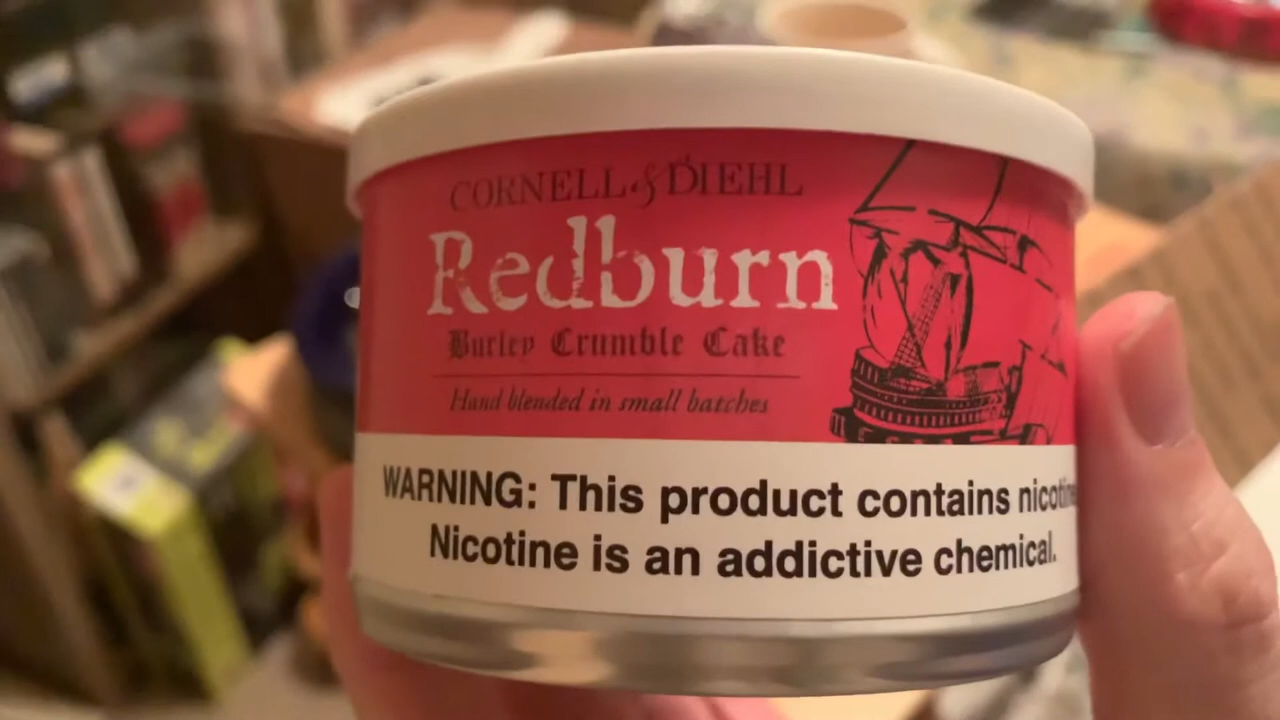 CORNELL & DIEHL
Redburn
Burley Crumble Cake
Hand blended in small batches
WARNING: This product contains nicotine
Nicotine is an addictive chemical.